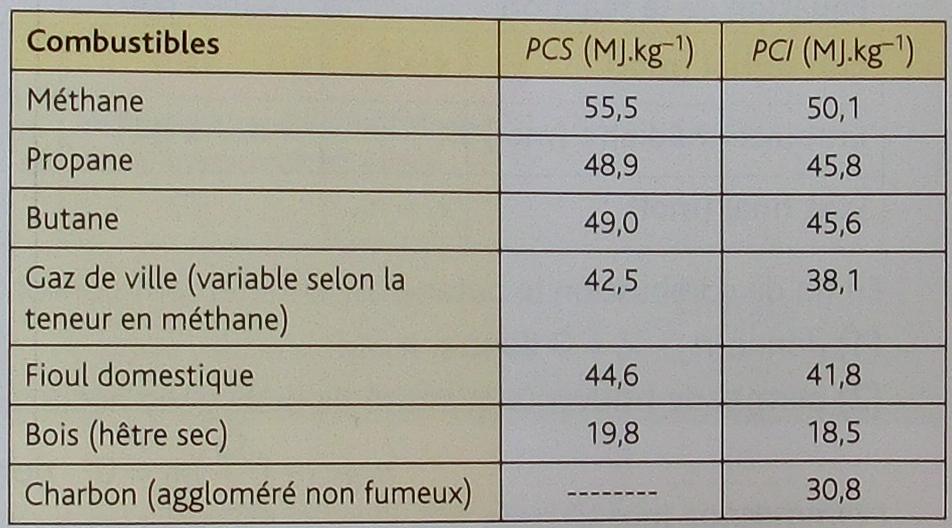 Combustibles PCS (MJ.kg⁻¹) PCI (MJ.kg⁻¹)
Méthane 55,5 50,1
Propane 48,9 45,8
Butane 49,0 45,6
Gaz de ville (variable selon la 42,5 38,1
teneur en méthane)
Fioul domestique 44,6 41,8
Bois (hêtre sec) 19,8 18,5
Charbon (aggloméré non fumeux) -------- 30,8